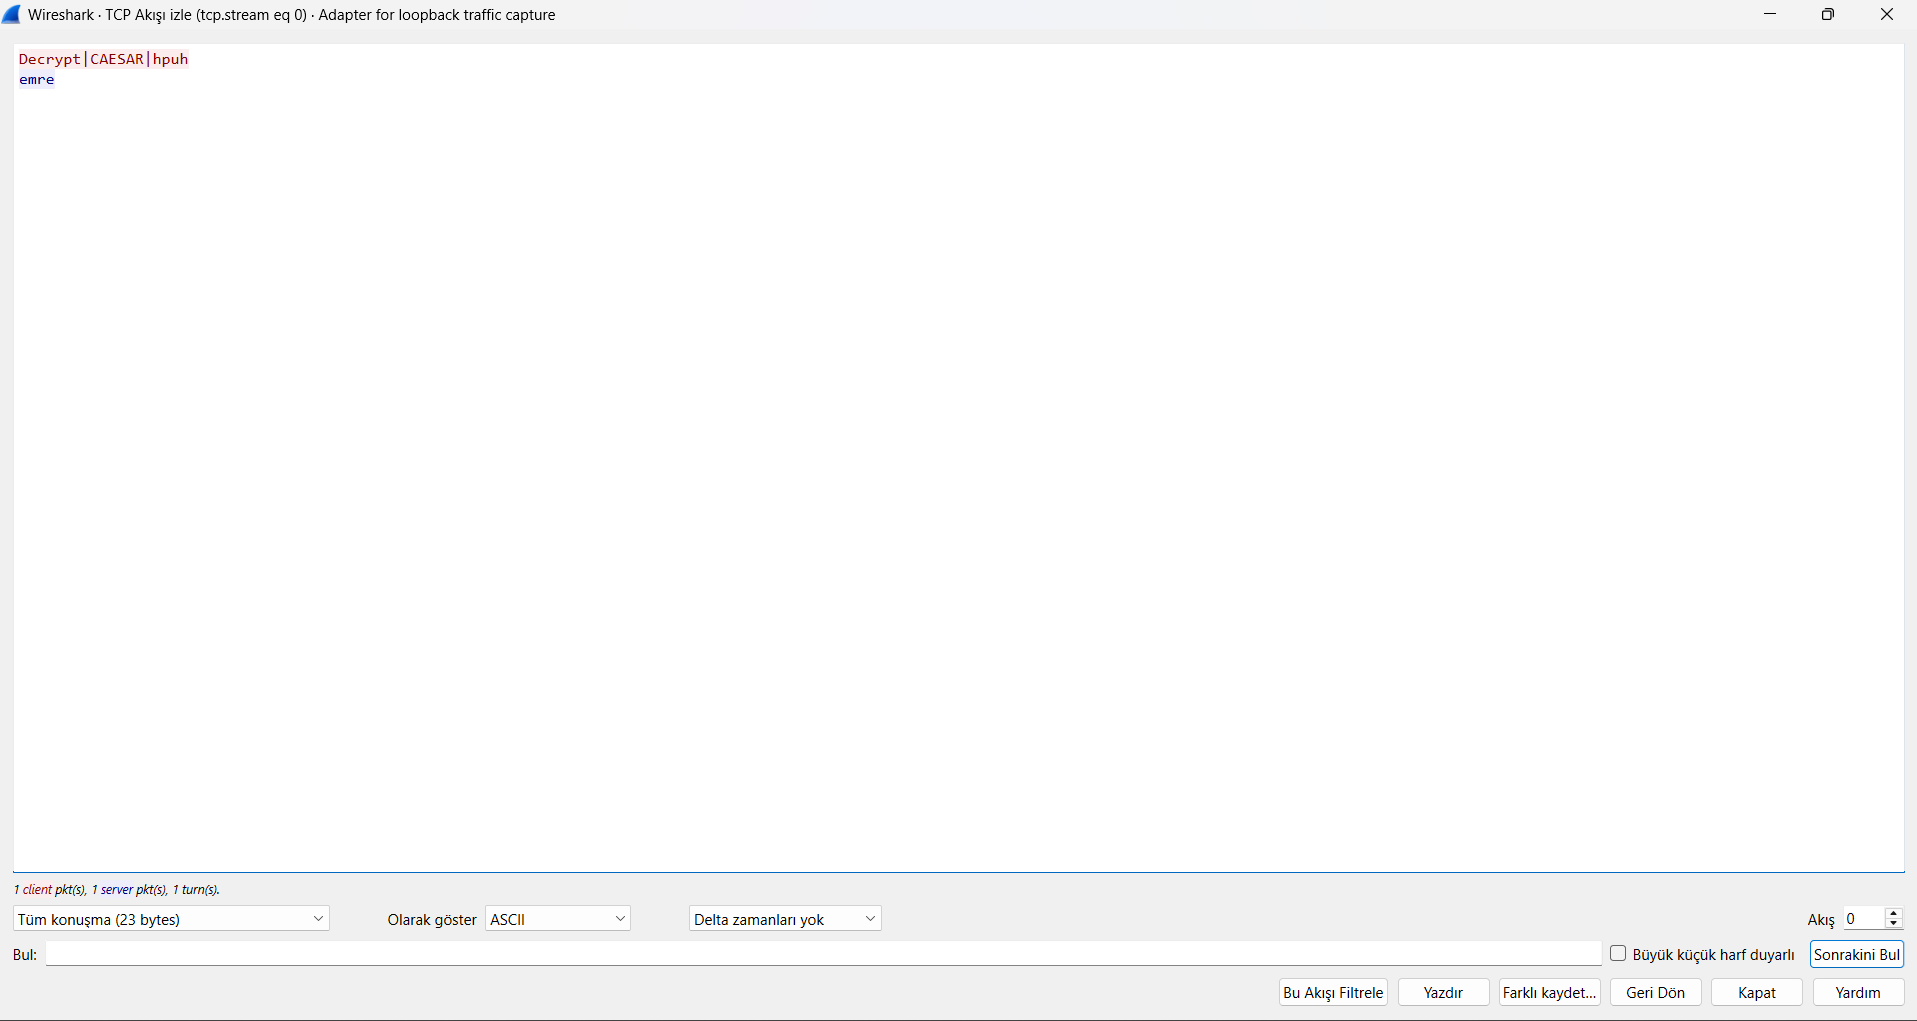 Wireshark · TCP Akışı izle (tcp.stream eq 0) · Adapter for loopback traffic capture
Decrypt|CAESAR|hpuh
emre
1 client pkt(s), 1 server pkt(s), 1 turn(s).
Tüm konuşma (23 bytes) Olarak göster ASCII Delta zamanları yok Akış 0
Bul: Büyük küçük harf duyarlı Sonrakini Bul
Bu Akışı Filtrele Yazdır Farklı kaydet... Geri Dön Kapat Yardım